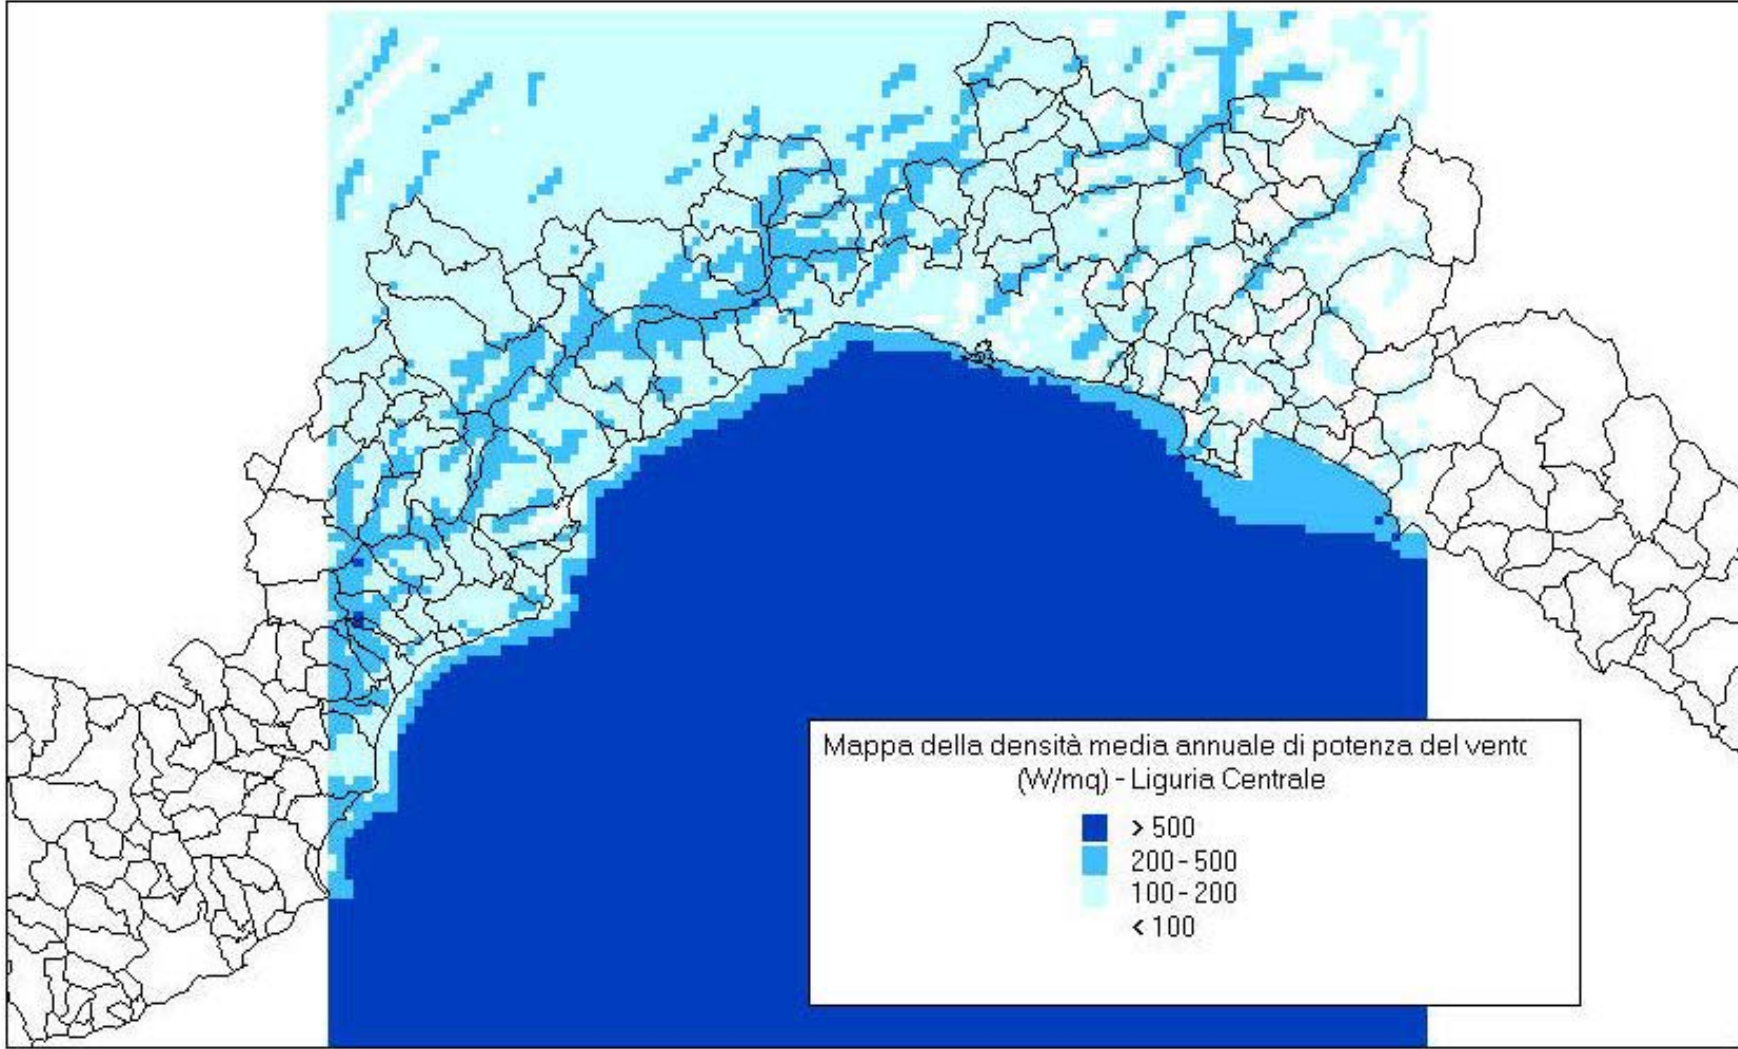 Mappa della densità media annuale di potenza del vento
(W/mq) - Liguria Centrale
> 500
200-500
100-200
< 100